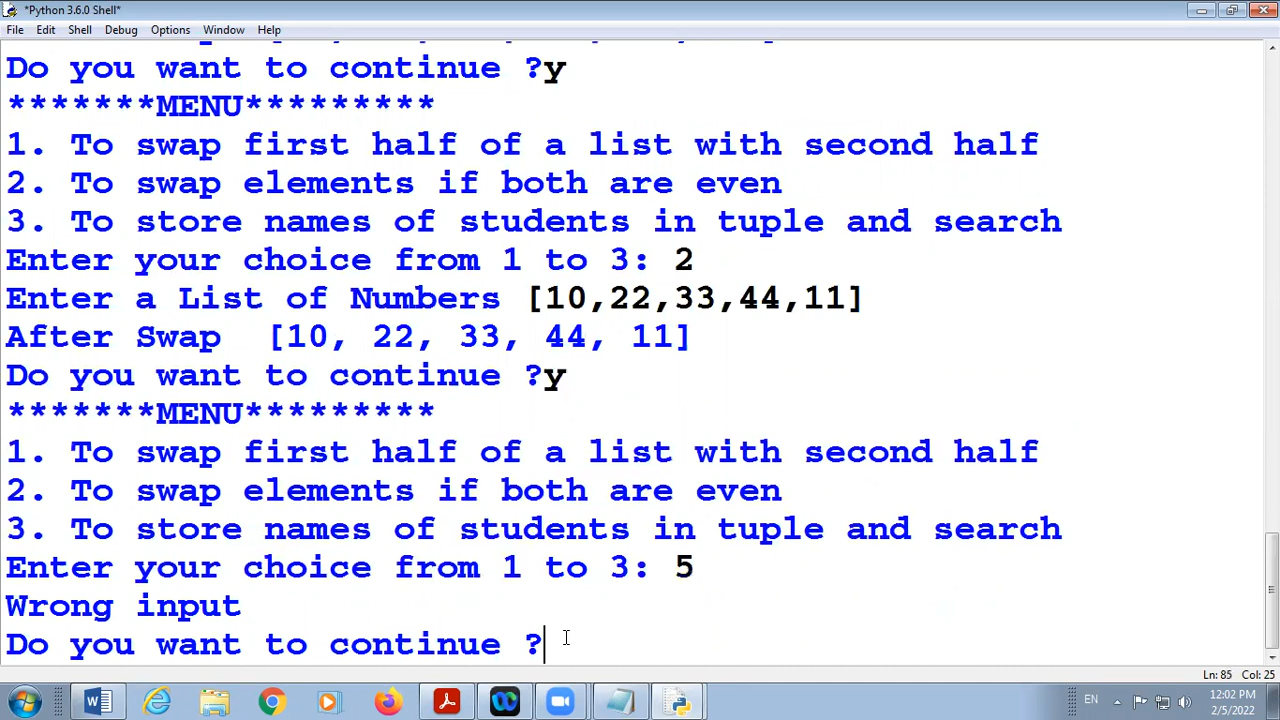 *Python 3.6.0 Shell*
File Edit Shell Debug Options Window Help
Do you want to continue ?y
*******MENU*********
1. To swap first half of a list with second half
2. To swap elements if both are even
3. To store names of students in tuple and search
Enter your choice from 1 to 3: 2
Enter a List of Numbers [10,22,33,44,11]
After Swap  [10, 22, 33, 44, 11]
Do you want to continue ?y
*******MENU*********
1. To swap first half of a list with second half
2. To swap elements if both are even
3. To store names of students in tuple and search
Enter your choice from 1 to 3: 5
Wrong input
Do you want to continue ?
Ln: 85 Col: 25
EN
12:02 PM
2/5/2022